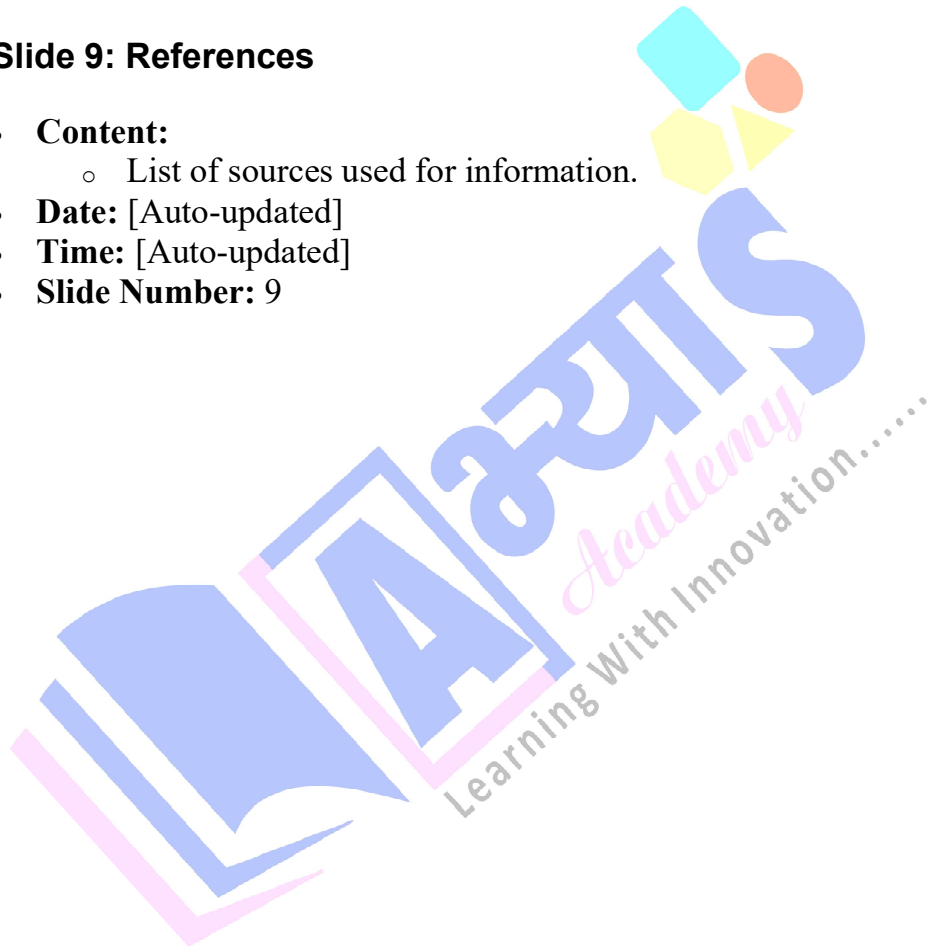 Slide 9: References
• Content:
o List of sources used for information.
• Date: [Auto-updated]
• Time: [Auto-updated]
• Slide Number: 9
Aभ्याS
Academy
Learning With Innovation......